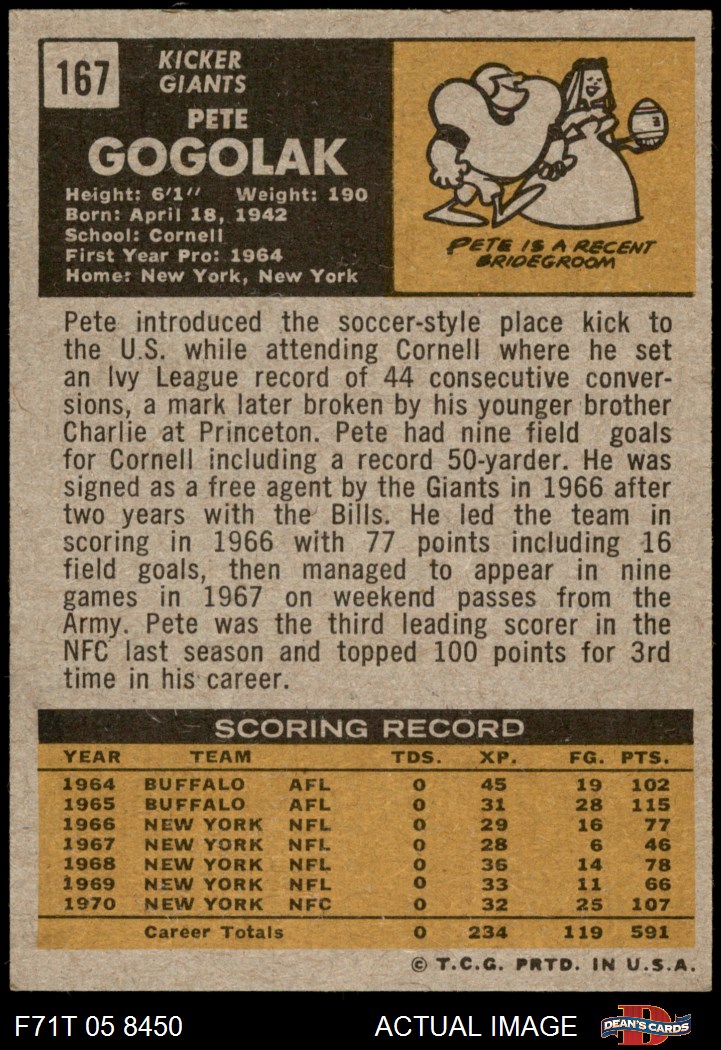 167
KICKER
GIANTS
PETE
GOGOLAK
Height: 6'1" Weight: 190
Born: April 18, 1942
School: Cornell
First Year Pro: 1964
Home: New York, New York
PETE IS A RECENT
BRIDEGROOM
Pete introduced the soccer-style place kick to
the U.S. while attending Cornell where he set
an Ivy League record of 44 consecutive conver-
sions, a mark later broken by his younger brother
Charlie at Princeton. Pete had nine field goals
for Cornell including a record 50-yarder. He was
signed as a free agent by the Giants in 1966 after
two years with the Bills. He led the team in
scoring in 1966 with 77 points including 16
field goals, then managed to appear in nine
games in 1967 on weekend passes from the
Army. Pete was the third leading scorer in the
NFC last season and topped 100 points for 3rd
time in his career.
SCORING RECORD
YEAR TEAM TDS. XP. FG. PTS.
1964 BUFFALO AFL 0 45 19 102
1965 BUFFALO AFL 0 31 28 115
1966 NEW YORK NFL 0 29 16 77
1967 NEW YORK NFL 0 28 6 46
1968 NEW YORK NFL 0 36 14 78
1969 NEW YORK NFL 0 33 11 66
1970 NEW YORK NFC 0 32 25 107
Career Totals 0 234 119 591
© T.C.G. PRTD. IN U.S.A.
F71T 05 8450 ACTUAL IMAGE
D
DEAN'S CARDS